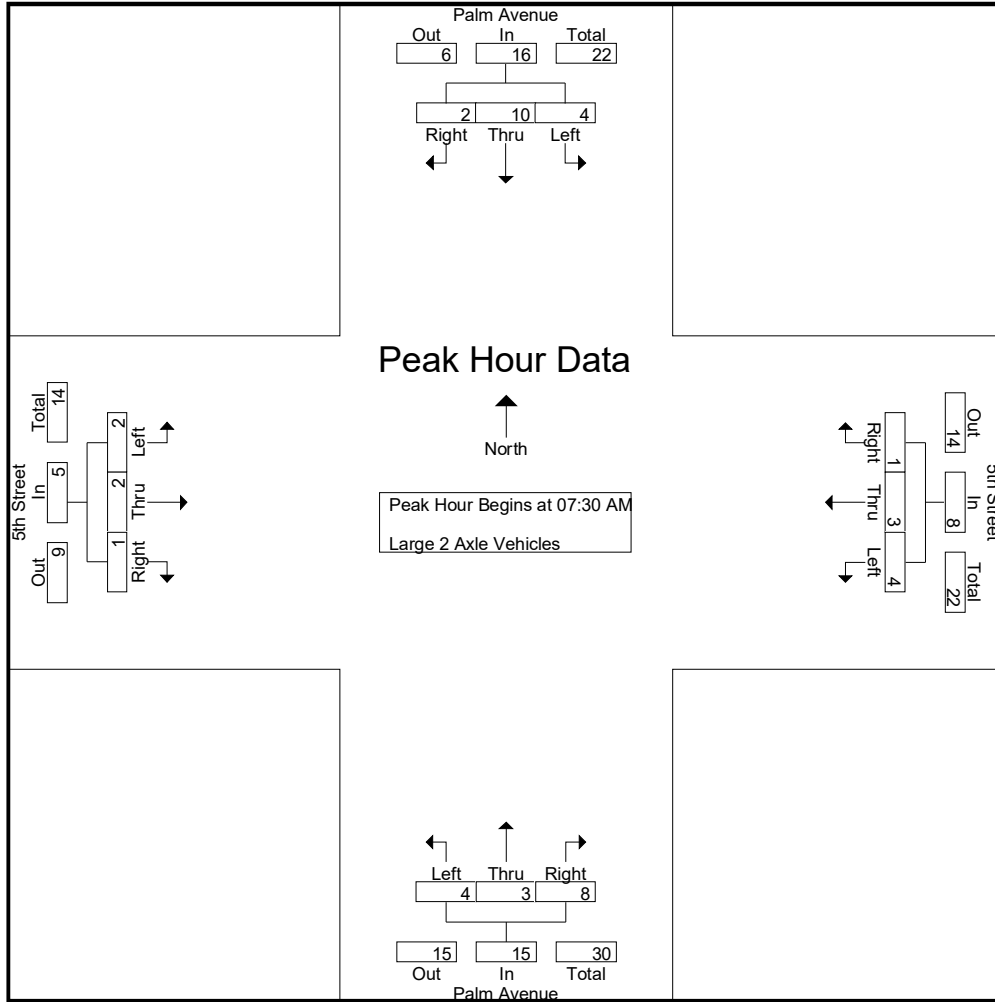 Palm Avenue
Out In Total
6 16 22
2 10 4
Right Thru Left
Peak Hour Data
North
Peak Hour Begins at 07:30 AM
Large 2 Axle Vehicles
5th Street
Out In Total
9 5 14
Left Thru Right
2 2 1
5th Street
Out In Total
14 8 22
Right Thru Left
1 3 4
Left Thru Right
4 3 8
15 15 30
Out In Total
Palm Avenue